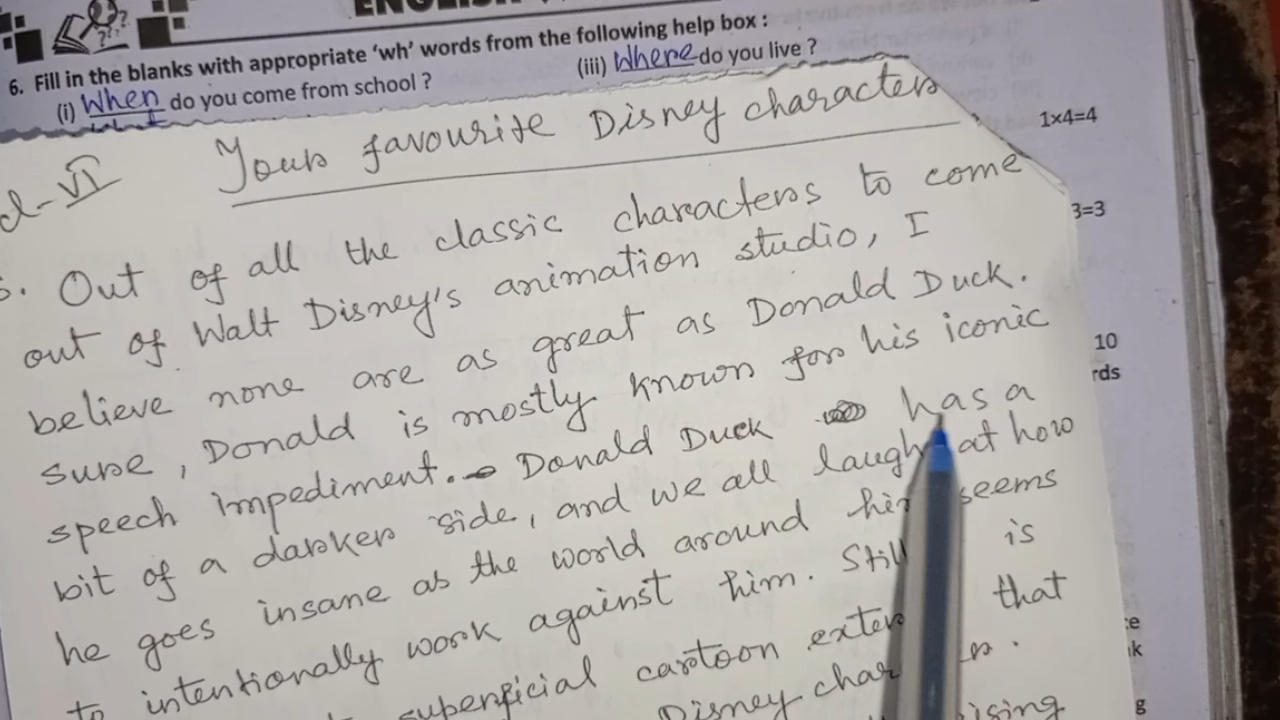 ENGLISH
6. Fill in the blanks with appropriate 'wh' words from the following help box :
(i) When do you come from school ?
(iii) Where do you live ?
1x4=4
Your favourite Disney character
VI
3=3
Out of all the classic characters to come
out of Walt Disney's animation studio, I
believe none are as great as Donald Duck.
10
sure, Donald is mostly known for his iconic
rds
speech impediment. Donald Duck has a
bit of a darker side, and we all laugh at how
he goes insane as the world around him seems
to intentionally work against him. Still is
superficial cartoon that
Disney